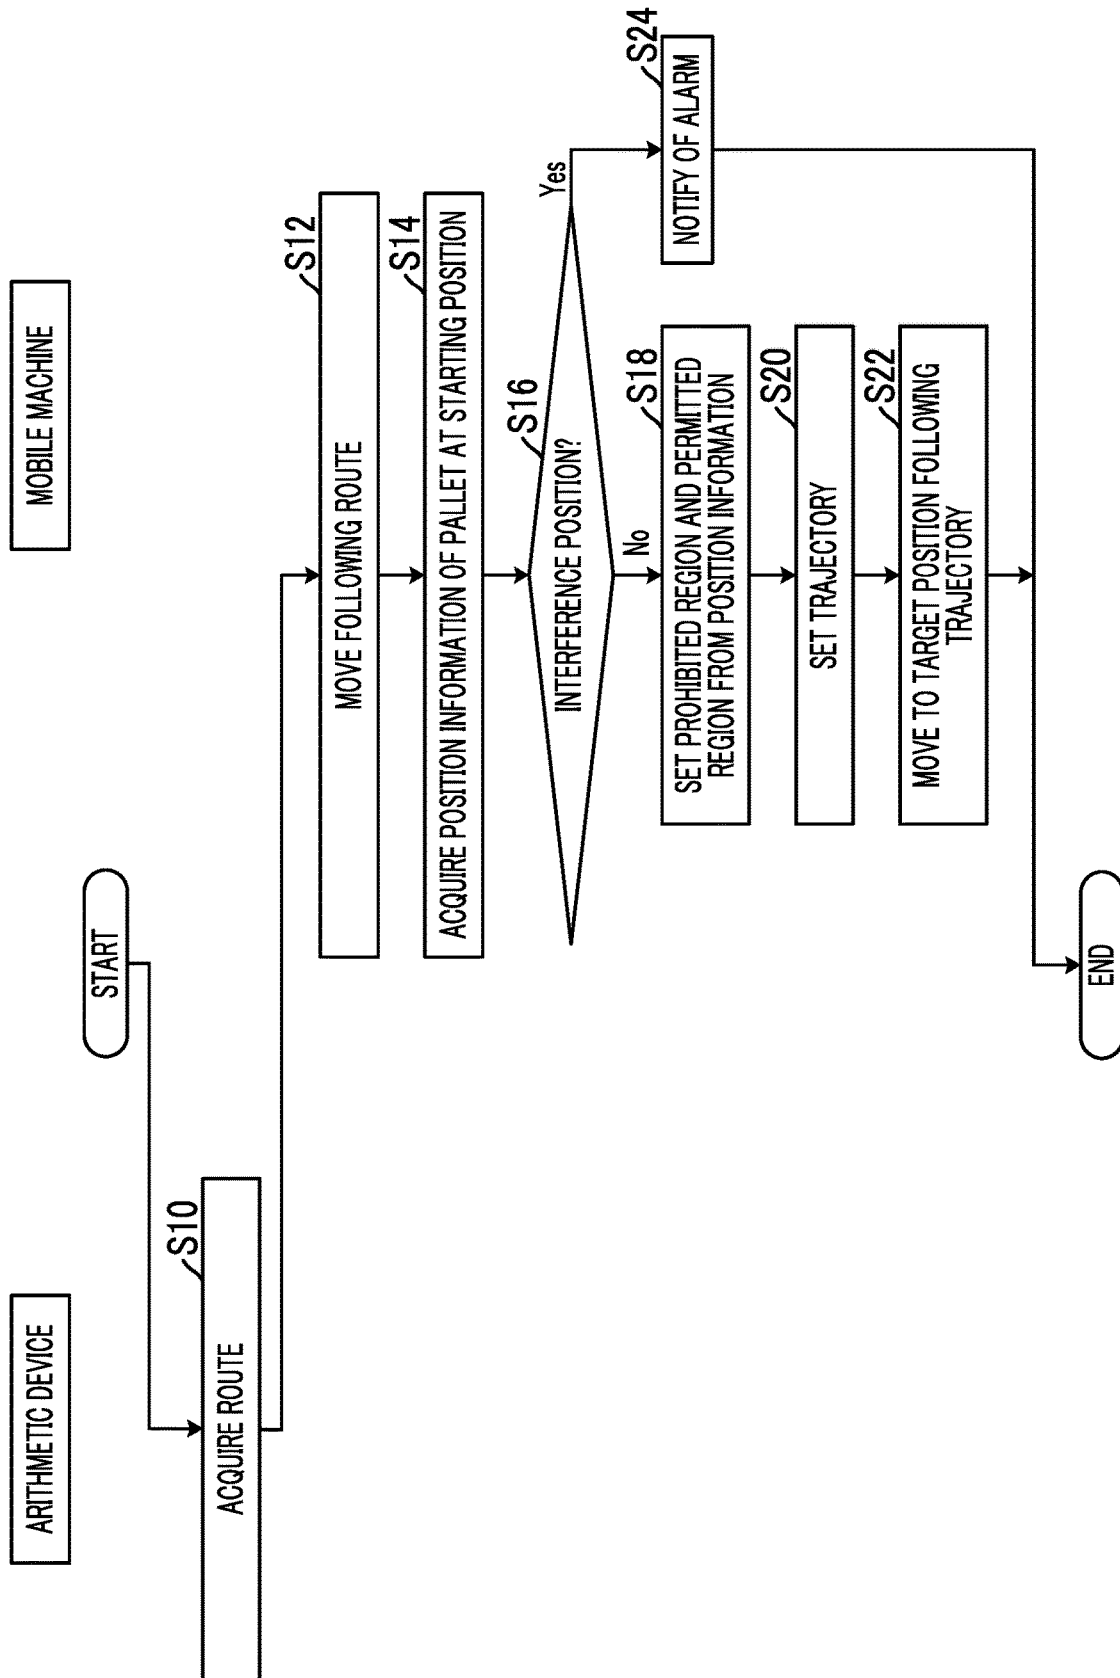 ARITHMETIC DEVICE
MOBILE MACHINE
START
S10
ACQUIRE ROUTE
S12
MOVE FOLLOWING ROUTE
S14
ACQUIRE POSITION INFORMATION OF PALLET AT STARTING POSITION
S16
INTERFERENCE POSITION?
Yes
No
S18
SET PROHIBITED REGION AND PERMITTED
REGION FROM POSITION INFORMATION
S24
NOTIFY OF ALARM
S20
SET TRAJECTORY
S22
MOVE TO TARGET POSITION FOLLOWING
TRAJECTORY
END